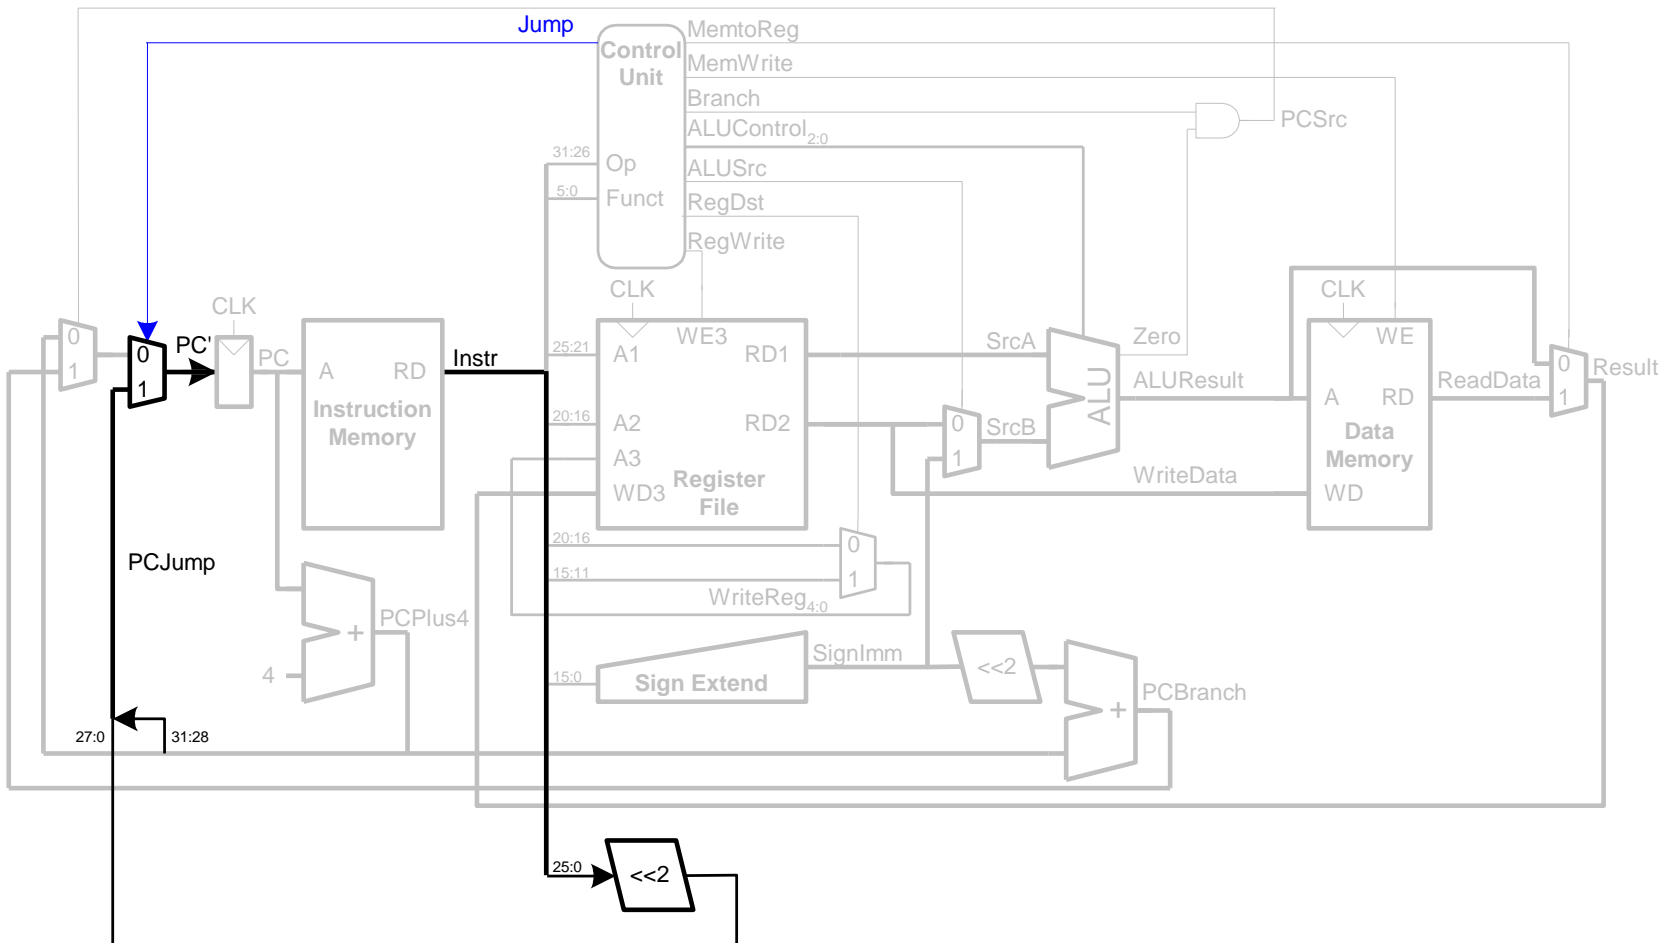 Jump
MemtoReg
Control
Unit
MemWrite
Branch
PCSrc
ALUControl2:0
31:26
Op
ALUSrc
5:0
Funct
RegDst
RegWrite
CLK
CLK
CLK
0
1
0
1
PC'
PC
A
RD
Instruction
Memory
Instr
25:21
A1
WE3
RD1
SrcA
Zero
ALU
ALUResult
WE
A
RD
ReadData
0
1
Result
20:16
A2
RD2
0
1
SrcB
Data
Memory
A3
WD3
Register
File
WriteData
WD
20:16
0
15:11
1
WriteReg4:0
PCJump
PCPlus4
+
4
SignImm
<<2
15:0
Sign Extend
PCBranch
+
27:0
31:28
25:0
<<2